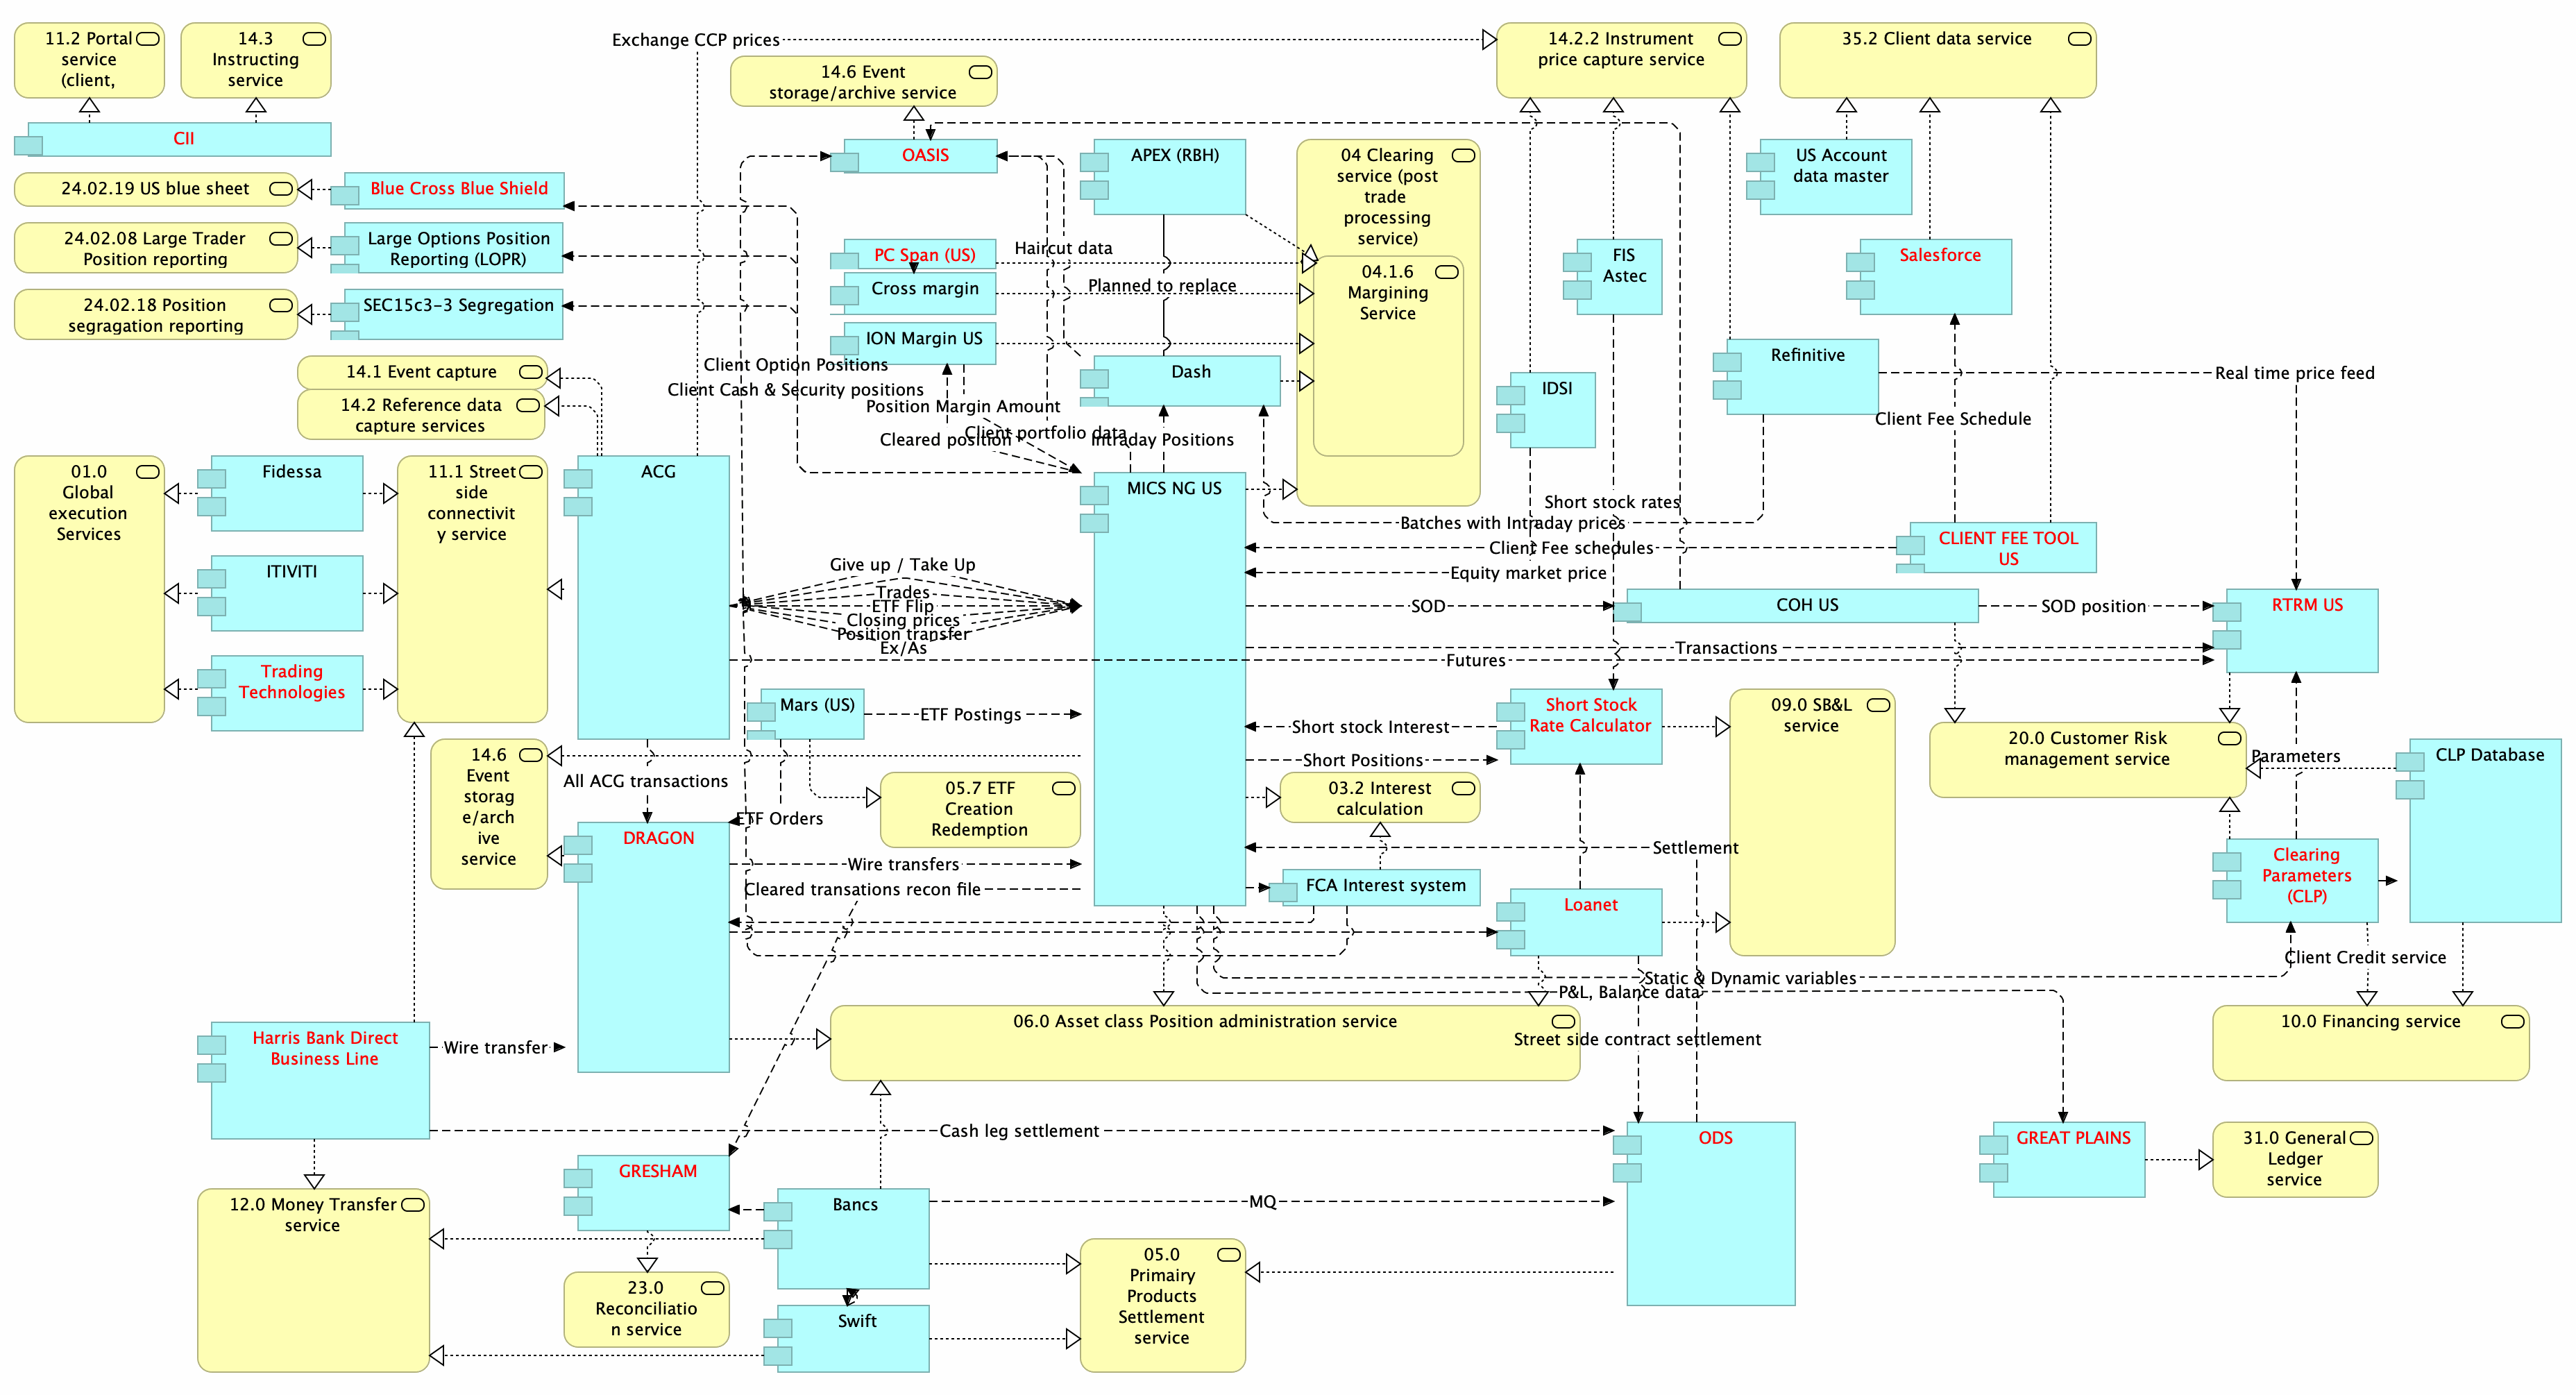 11.2 Portal
service
(client,
14.3
Instructing
service
Exchange CCP prices
14.6 Event
storage/archive service
14.2.2 Instrument
price capture service
35.2 Client data service
CII
OASIS
APEX (RBH)
04 Clearing
service (post
trade
processing
service)
US Account
data master
24.02.19 US blue sheet
Blue Cross Blue Shield
24.02.08 Large Trader
Position reporting
Large Options Position
Reporting (LOPR)
PC Span (US)
Haircut data
FIS
Astec
Salesforce
Cross margin
Planned to replace
04.1.6
Margining
Service
24.02.18 Position
segragation reporting
SEC15c3-3 Segregation
ION Margin US
Client Option Positions
Client Cash & Security positions
Dash
Refinitive
Real time price feed
14.1 Event capture
14.2 Reference data
capture services
Position Margin Amount
Client portfolio data
Cleared position
Intraday Positions
IDSI
Client Fee Schedule
01.0
Global
execution
Services
Fidessa
11.1 Street
side
connectivit
y service
ACG
MICS NG US
Short stock rates
Batches with Intraday prices
Client Fee schedules
CLIENT FEE TOOL
US
Equity market price
ITIVITI
Give up / Take Up
Trades
ETF Flip
Closing prices
Position transfer
Ex/As
SOD
COH US
SOD position
RTRM US
Transactions
Futures
Trading
Technologies
Mars (US)
ETF Postings
Short stock Interest
Short Stock
Rate Calculator
09.0 SB&L
service
Short Positions
20.0 Customer Risk
management service
Parameters
CLP Database
14.6
Event
storag
e/arch
ive
service
All ACG transactions
ETF Orders
05.7 ETF
Creation
Redemption
03.2 Interest
calculation
DRAGON
Wire transfers
Settlement
Clearing
Parameters
(CLP)
Cleared transations recon file
FCA Interest system
Loanet
Client Credit service
Static & Dynamic variables
P&L, Balance data
Harris Bank Direct
Business Line
Wire transfer
06.0 Asset class Position administration service
Street side contract settlement
10.0 Financing service
Cash leg settlement
ODS
GREAT PLAINS
31.0 General
Ledger
service
GRESHAM
12.0 Money Transfer
service
Bancs
MQ
05.0
Primairy
Products
Settlement
service
23.0
Reconciliatio
n service
Swift